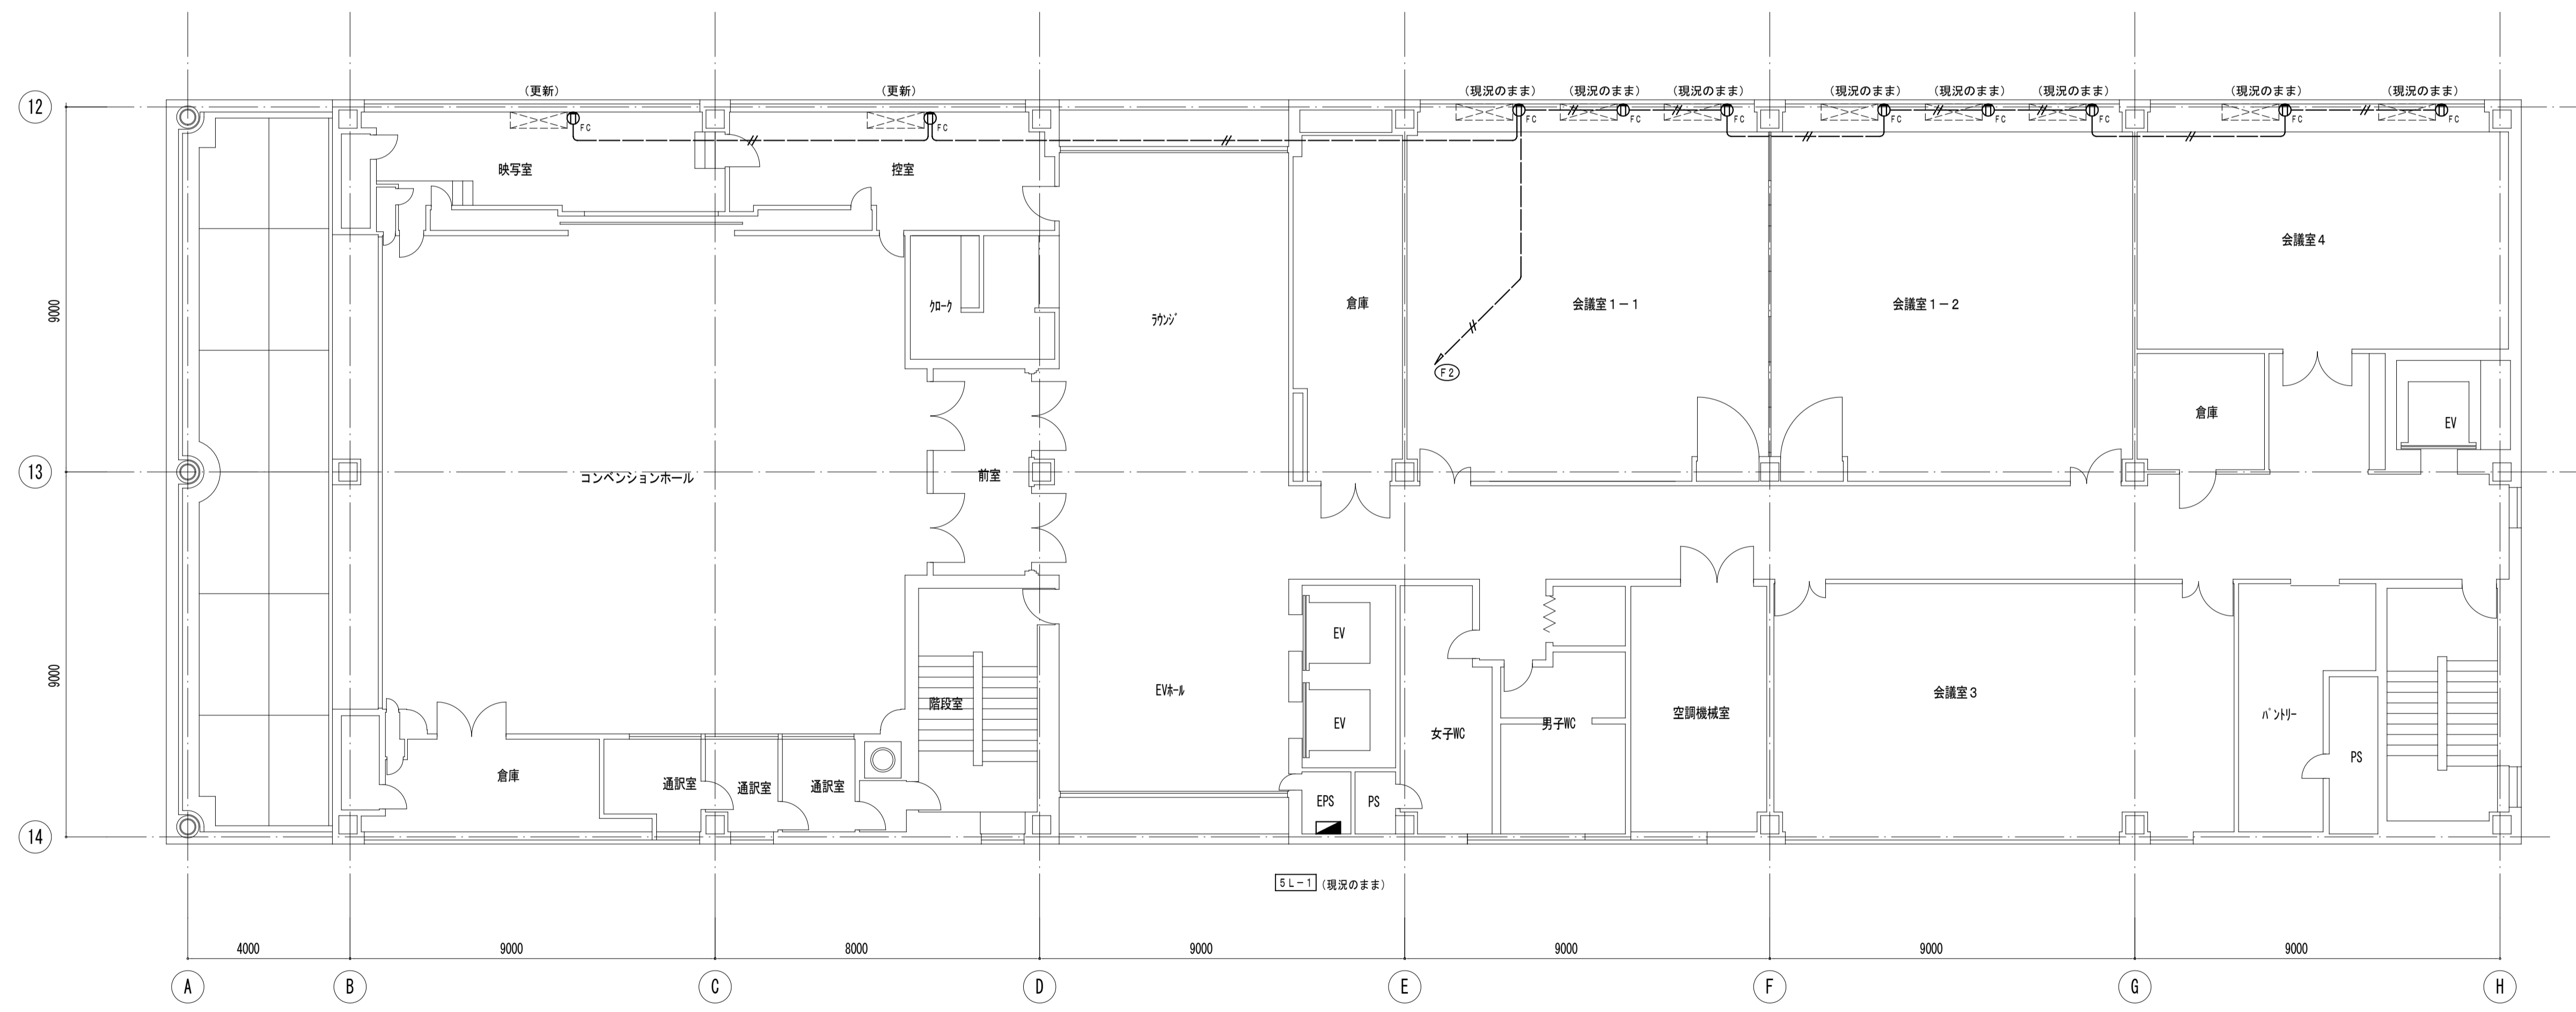 (更新)
(更新)
(現況のまま)
(現況のまま)
(現況のまま)
(現況のまま)
(現況のまま)
(現況のまま)
(現況のまま)
(現況のまま)
12
FC
FC
FC
FC
FC
FC
FC
FC
FC
FC
映写室
控室
会議室4
9000
クローク
ラウンジ
倉庫
会議室1-1
会議室1-2
F2
倉庫
EV
13
コンベンションホール
前室
9000
EV
階段室
EVホール
EV
女子WC
男子WC
空調機械室
会議室3
パントリー
PS
倉庫
通訳室
通訳室
通訳室
EPS
PS
14
5L-1 (現況のまま)
4000
9000
8000
9000
9000
9000
9000
A
B
C
D
E
F
G
H